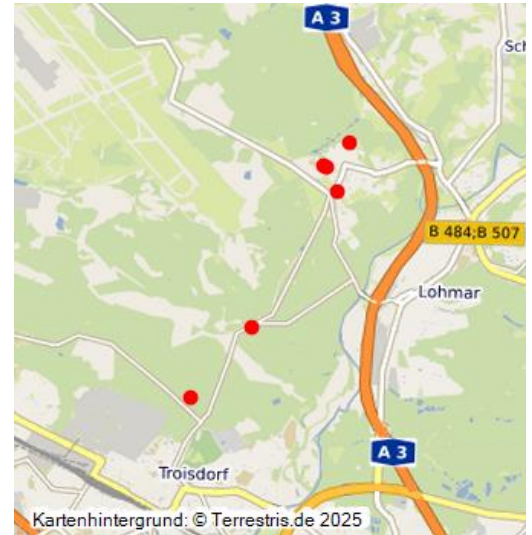 A 3
Sch
B 484;B 507
Lohmar
A 3
Troisdorf
Kartenhintergrund: © Terrestris.de 2025